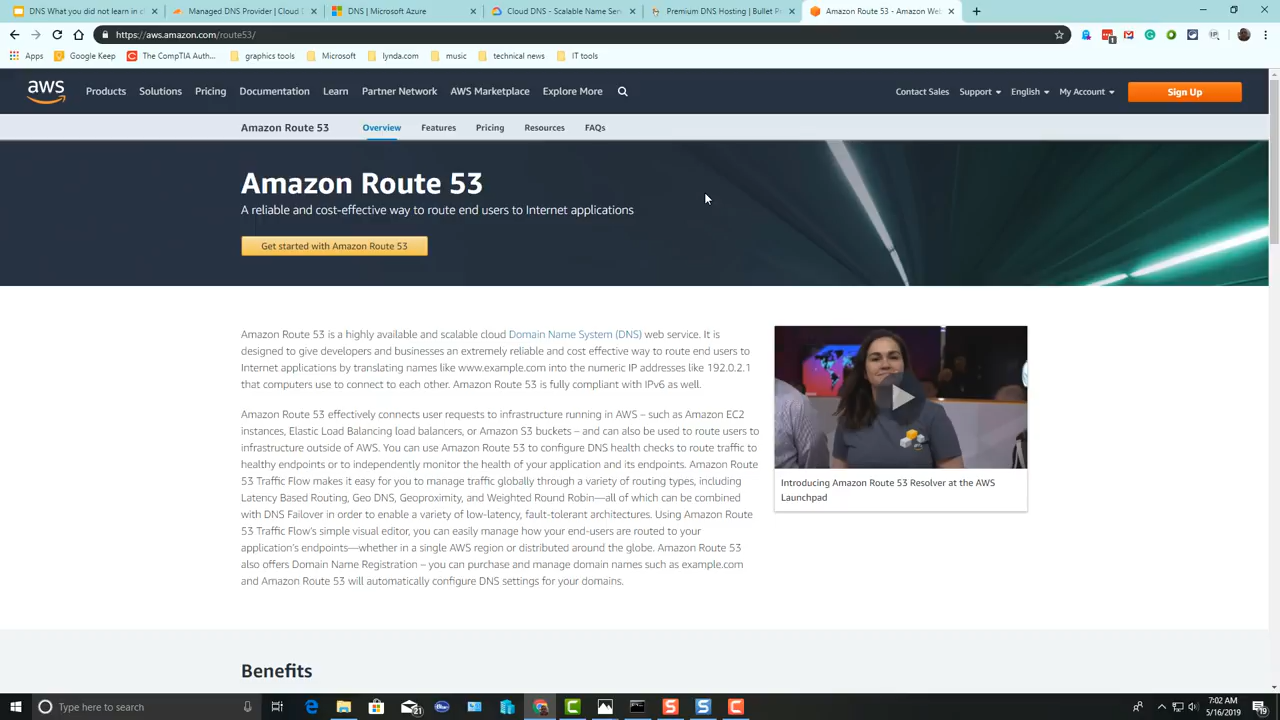 DNS What you did not learn in cl
Managed DNS Provider | Cloud
DNS | Microsoft Azure
Cloud DNS - Scalable Name Serv
Premium DNS Hosting | Bullet P
Amazon Route 53 - Amazon Web
https://aws.amazon.com/route53/
Apps
Google Keep
The CompTIA Auth...
graphics tools
Microsoft
lynda.com
music
technical news
IT tools
aws
Products
Solutions
Pricing
Documentation
Learn
Partner Network
AWS Marketplace
Explore More
Contact Sales
Support
English
My Account
Sign Up
Amazon Route 53
Overview
Features
Pricing
Resources
FAQs
Amazon Route 53
A reliable and cost-effective way to route end users to Internet applications
Get started with Amazon Route 53
Amazon Route 53 is a highly available and scalable cloud Domain Name System (DNS) web service. It is
designed to give developers and businesses an extremely reliable and cost effective way to route end users to
Internet applications by translating names like www.example.com into the numeric IP addresses like 192.0.2.1
that computers use to connect to each other. Amazon Route 53 is fully compliant with IPv6 as well.
Amazon Route 53 effectively connects user requests to infrastructure running in AWS – such as Amazon EC2
instances, Elastic Load Balancing load balancers, or Amazon S3 buckets – and can also be used to route users to
infrastructure outside of AWS. You can use Amazon Route 53 to configure DNS health checks to route traffic to
healthy endpoints or to independently monitor the health of your application and its endpoints. Amazon Route
53 Traffic Flow makes it easy for you to manage traffic globally through a variety of routing types, including
Latency Based Routing, Geo DNS, Geoproximity, and Weighted Round Robin—all of which can be combined
with DNS Failover in order to enable a variety of low-latency, fault-tolerant architectures. Using Amazon Route
53 Traffic Flow's simple visual editor, you can easily manage how your end-users are routed to your
application's endpoints—whether in a single AWS region or distributed around the globe. Amazon Route 53
also offers Domain Name Registration – you can purchase and manage domain names such as example.com
and Amazon Route 53 will automatically configure DNS settings for your domains.
Introducing Amazon Route 53 Resolver at the AWS
Launchpad
Benefits
Type here to search
21
7:02 AM
5/16/2019